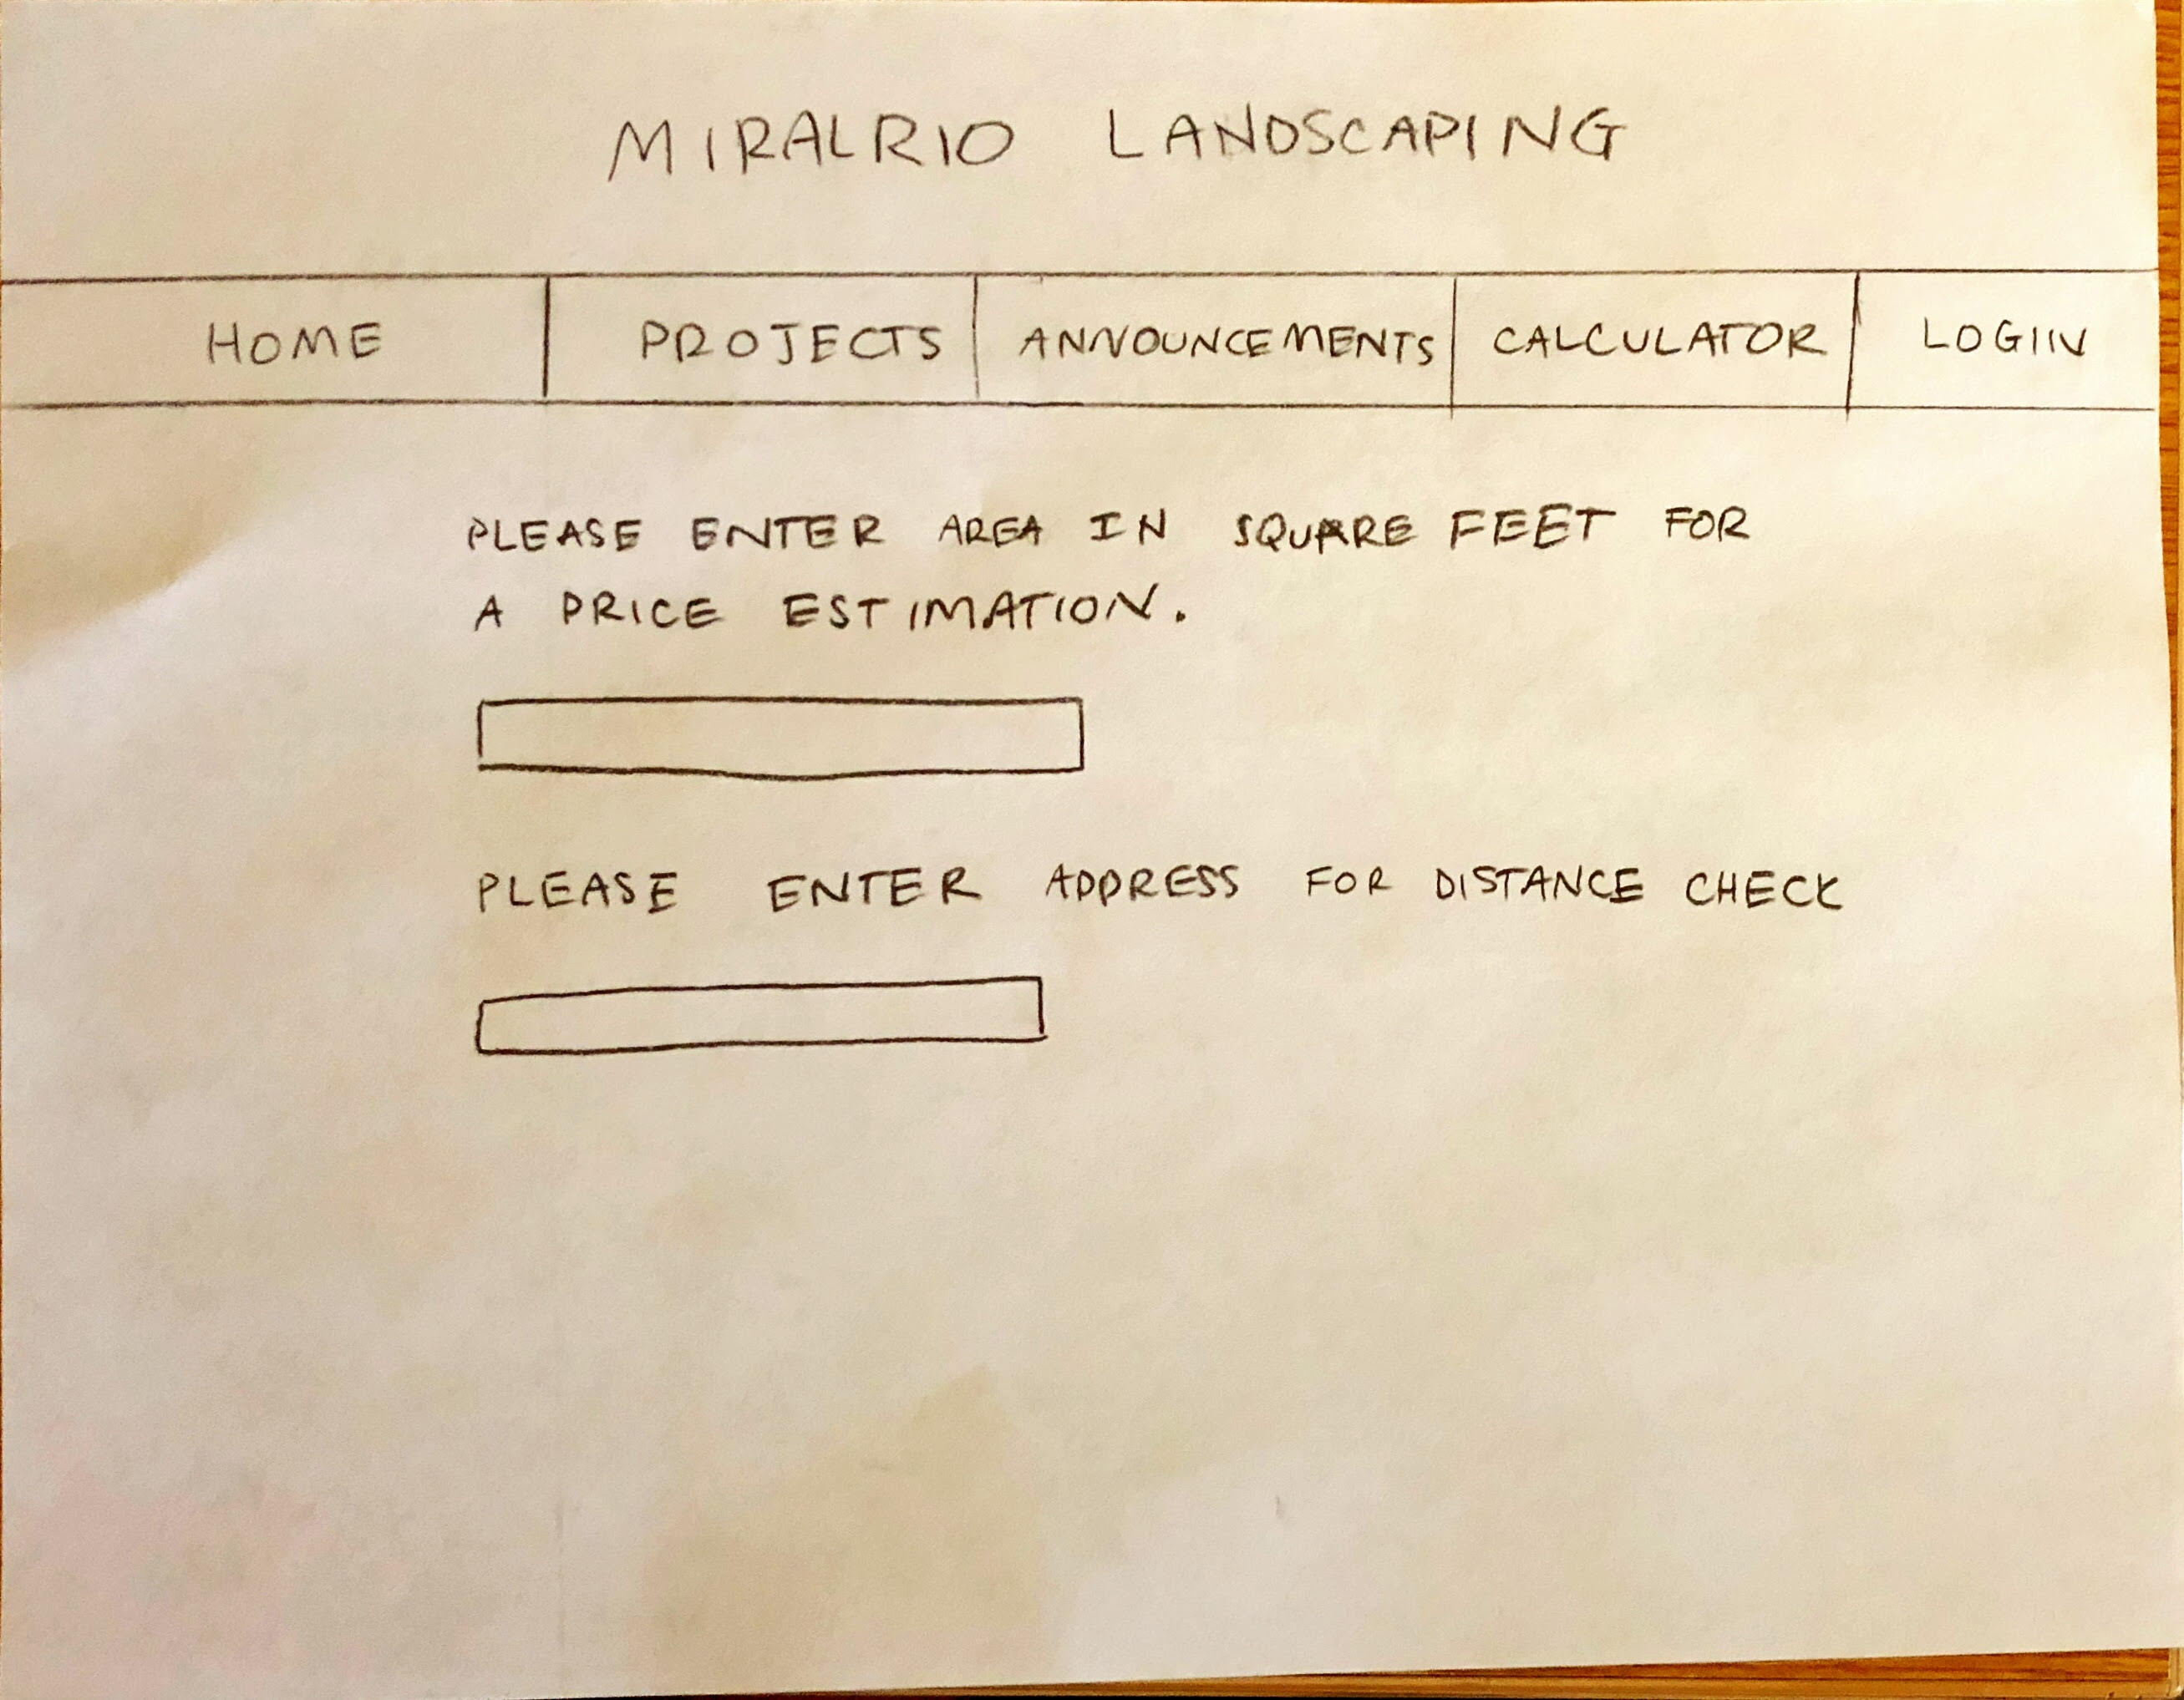 MIRALRIO LANDSCAPING
HOME PROJECTS ANNOUNCEMENTS CALCULATOR LOGIN
PLEASE ENTER AREA IN SQUARE FEET FOR
A PRICE ESTIMATION.
PLEASE ENTER ADDRESS FOR DISTANCE CHECK